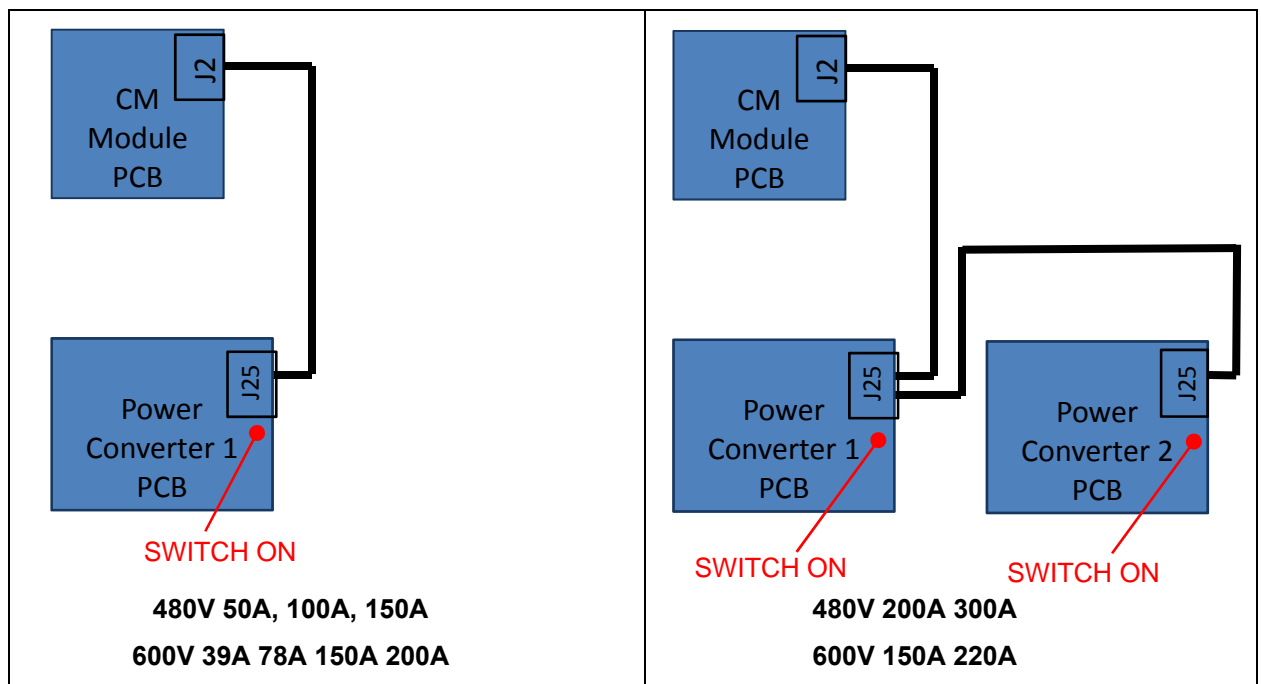 J2
CM
Module
PCB
J25
Power
Converter 1
PCB
SWITCH ON
480V 50A, 100A, 150A
600V 39A 78A 150A 200A
J2
CM
Module
PCB
J25
Power
Converter 1
PCB
SWITCH ON
J25
Power
Converter 2
PCB
SWITCH ON
480V 200A 300A
600V 150A 220A